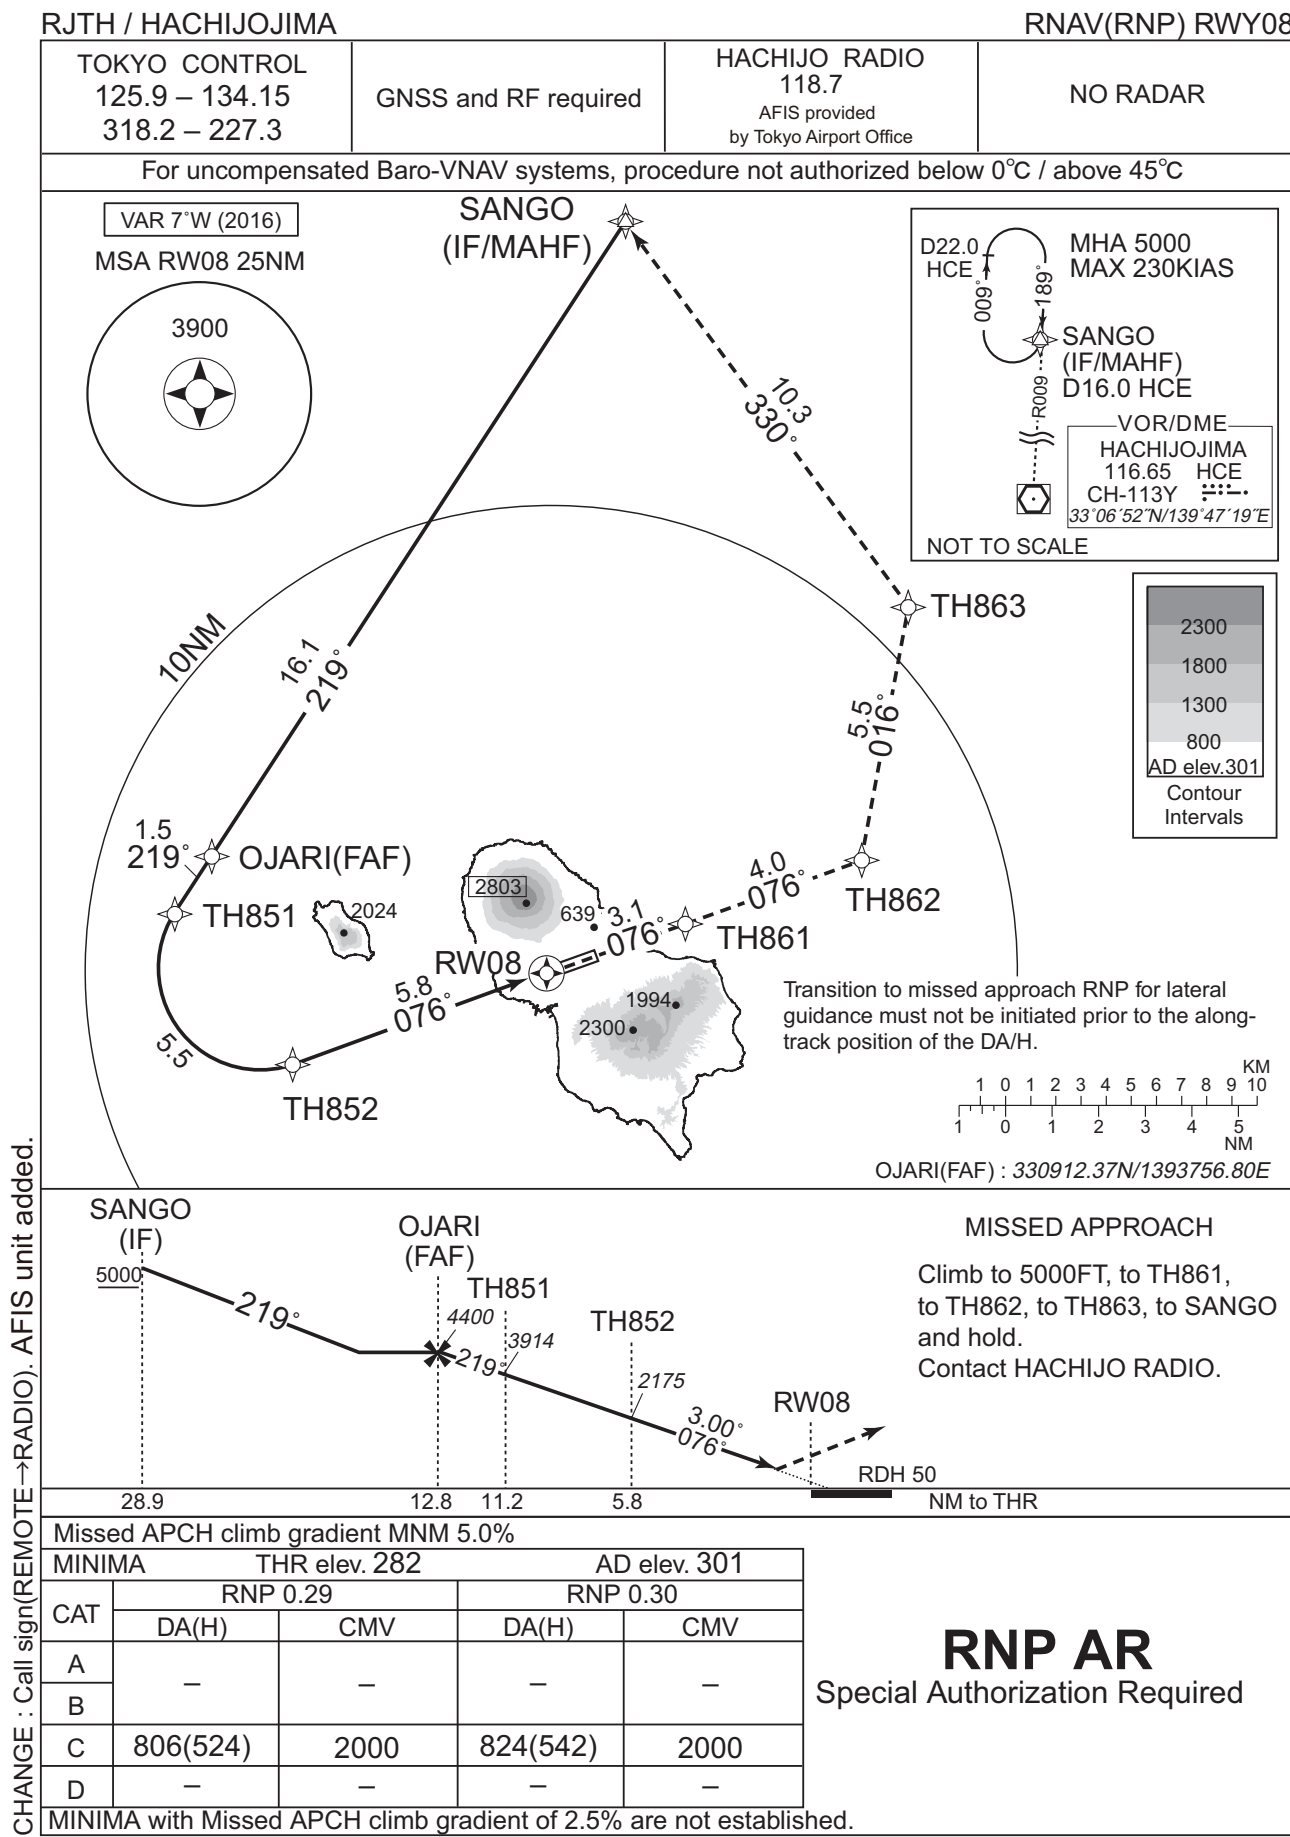 RJTH / HACHIJOJIMA
RNAV(RNP) RWY08
TOKYO CONTROL
125.9 – 134.15
318.2 – 227.3
GNSS and RF required
HACHIJO RADIO
118.7
AFIS provided
by Tokyo Airport Office
NO RADAR
For uncompensated Baro-VNAV systems, procedure not authorized below 0℃ / above 45℃
VAR 7˚W (2016)
MSA RW08 25NM
3900
SANGO
(IF/MAHF)
D22.0
HCE
009˚
189˚
MHA 5000
MAX 230KIAS
SANGO
(IF/MAHF)
D16.0 HCE
R009
VOR/DME
HACHIJOJIMA
116.65 HCE
CH-113Y
33˚06´52˝N/139˚47´19˝E
NOT TO SCALE
10.3
330˚
TH863
2300
1800
1300
800
AD elev.301
Contour
Intervals
10NM
16.1
219˚
5.5
016˚
1.5
219˚
OJARI(FAF)
TH851
2024
2803
639
3.1
076˚
4.0
076˚
TH862
TH861
RW08
5.8
076˚
1994
2300
5.5
TH852
Transition to missed approach RNP for lateral
guidance must not be initiated prior to the along-
track position of the DA/H.
KM
1 0 1 2 3 4 5 6 7 8 9 10
1 0 1 2 3 4 5
NM
OJARI(FAF) : 330912.37N/1393756.80E
SANGO
(IF)
5000
219˚
OJARI
(FAF)
4400
TH851
219˚
3914
TH852
2175
3.00˚
076˚
RW08
RDH 50
28.9 12.8 11.2 5.8 NM to THR
MISSED APPROACH
Climb to 5000FT, to TH861,
to TH862, to TH863, to SANGO
and hold.
Contact HACHIJO RADIO.
Missed APCH climb gradient MNM 5.0%
MINIMA THR elev. 282 AD elev. 301
CAT RNP 0.29 RNP 0.30
DA(H) CMV DA(H) CMV
A
– – – –
B
C 806(524) 2000 824(542) 2000
D – – – –
MINIMA with Missed APCH climb gradient of 2.5% are not established.
RNP AR
Special Authorization Required
CHANGE : Call sign(REMOTE→RADIO). AFIS unit added.